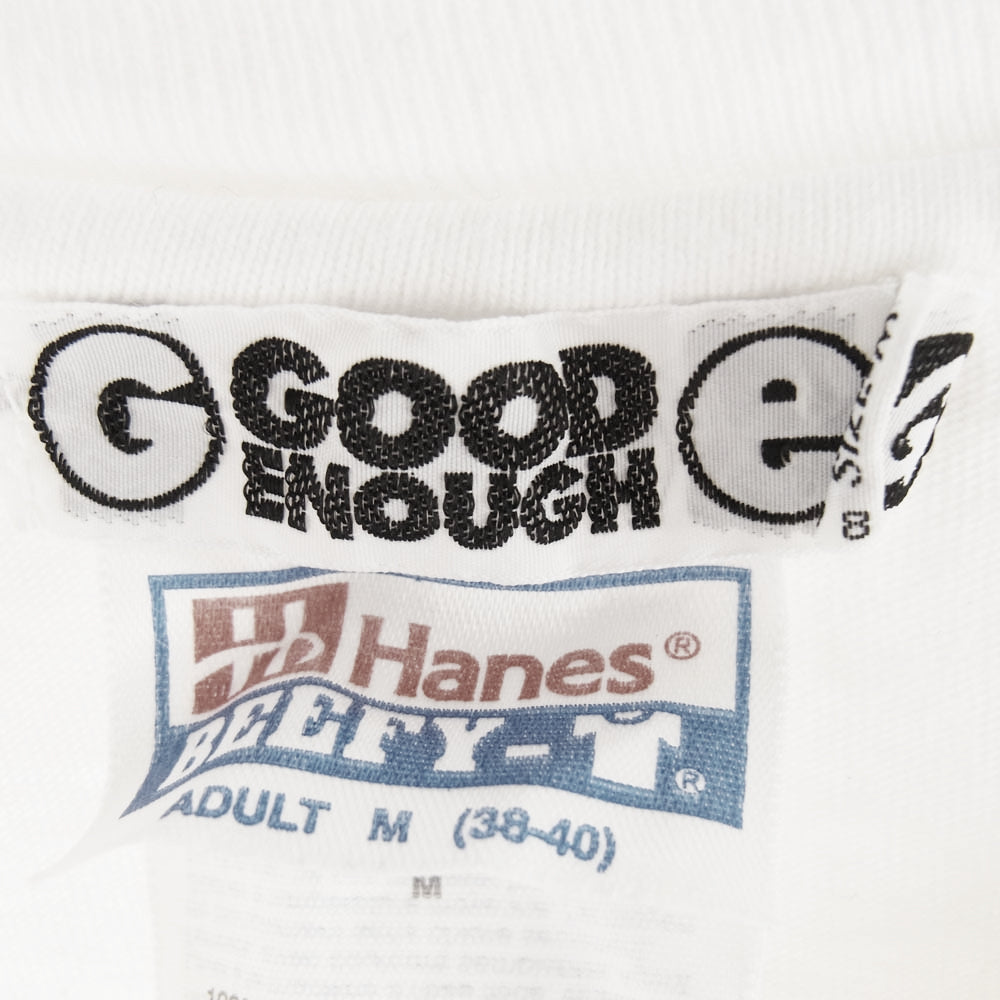 G GOOD e
ENOUGH
Hanes®
BEEFY-T®
ADULT M (38-40)
M